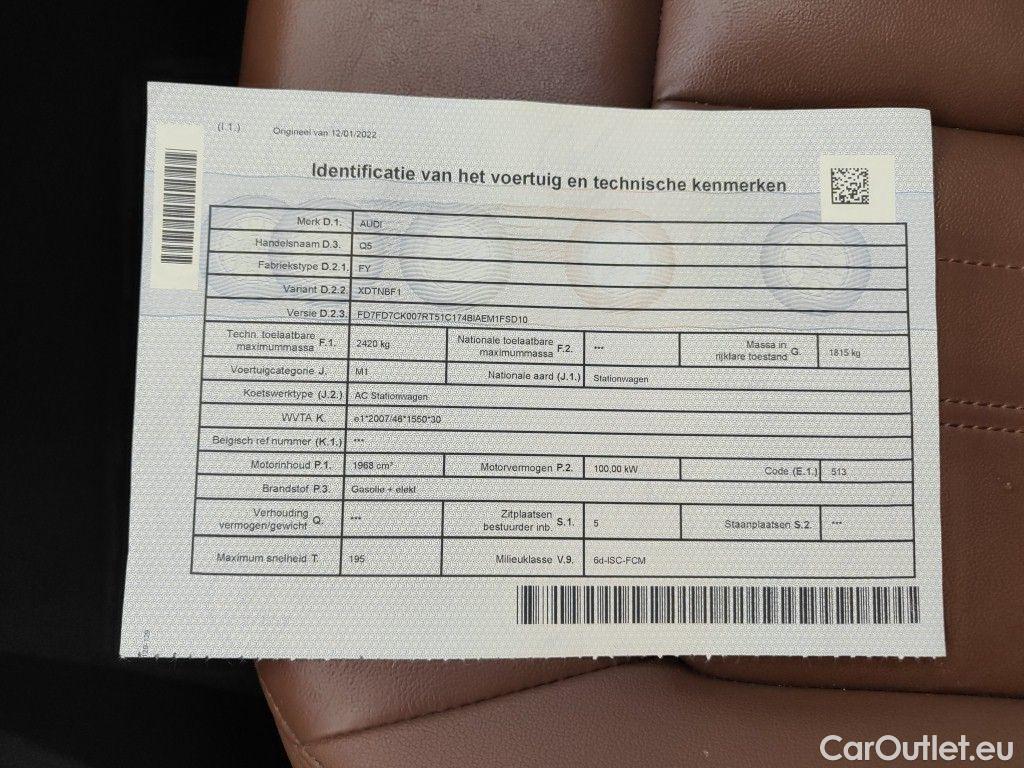 (I.1.) Origineel van 12/01/2022
Identificatie van het voertuig en technische kenmerken
Merk D.1. AUDI
Handelsnaam D.3. Q5
Fabriekstype D.2.1. FY
Variant D.2.2. XDTNBF1
Versie D.2.3. FD7FD7CK007RT51C174BIAEM1FSD10
Techn. toelaatbare maximummassa F.1. 2420 kg Nationale toelaatbare maximummassa F.2. *** Massa in rijklare toestand G. 1815 kg
Voertuigcategorie J. M1 Nationale aard (J.1.) Stationwagen
Koetswerktype (J.2.) AC Stationwagen
WVTA K. e1*2007/46*1550*30
Belgisch ref nummer (K.1.) ***
Motorinhoud P.1. 1968 cm³ Motorvermogen P.2. 100,00 kW Code (E.1.) 513
Brandstof P.3. Gasolie + elekt
Verhouding vermogen/gewicht Q. *** Zitplaatsen bestuurder inb. S.1. 5 Staanplaatsen S.2. ***
Maximum snelheid T. 195 Milieuklasse V.9. 6d-ISC-FCM
CarOutlet.eu